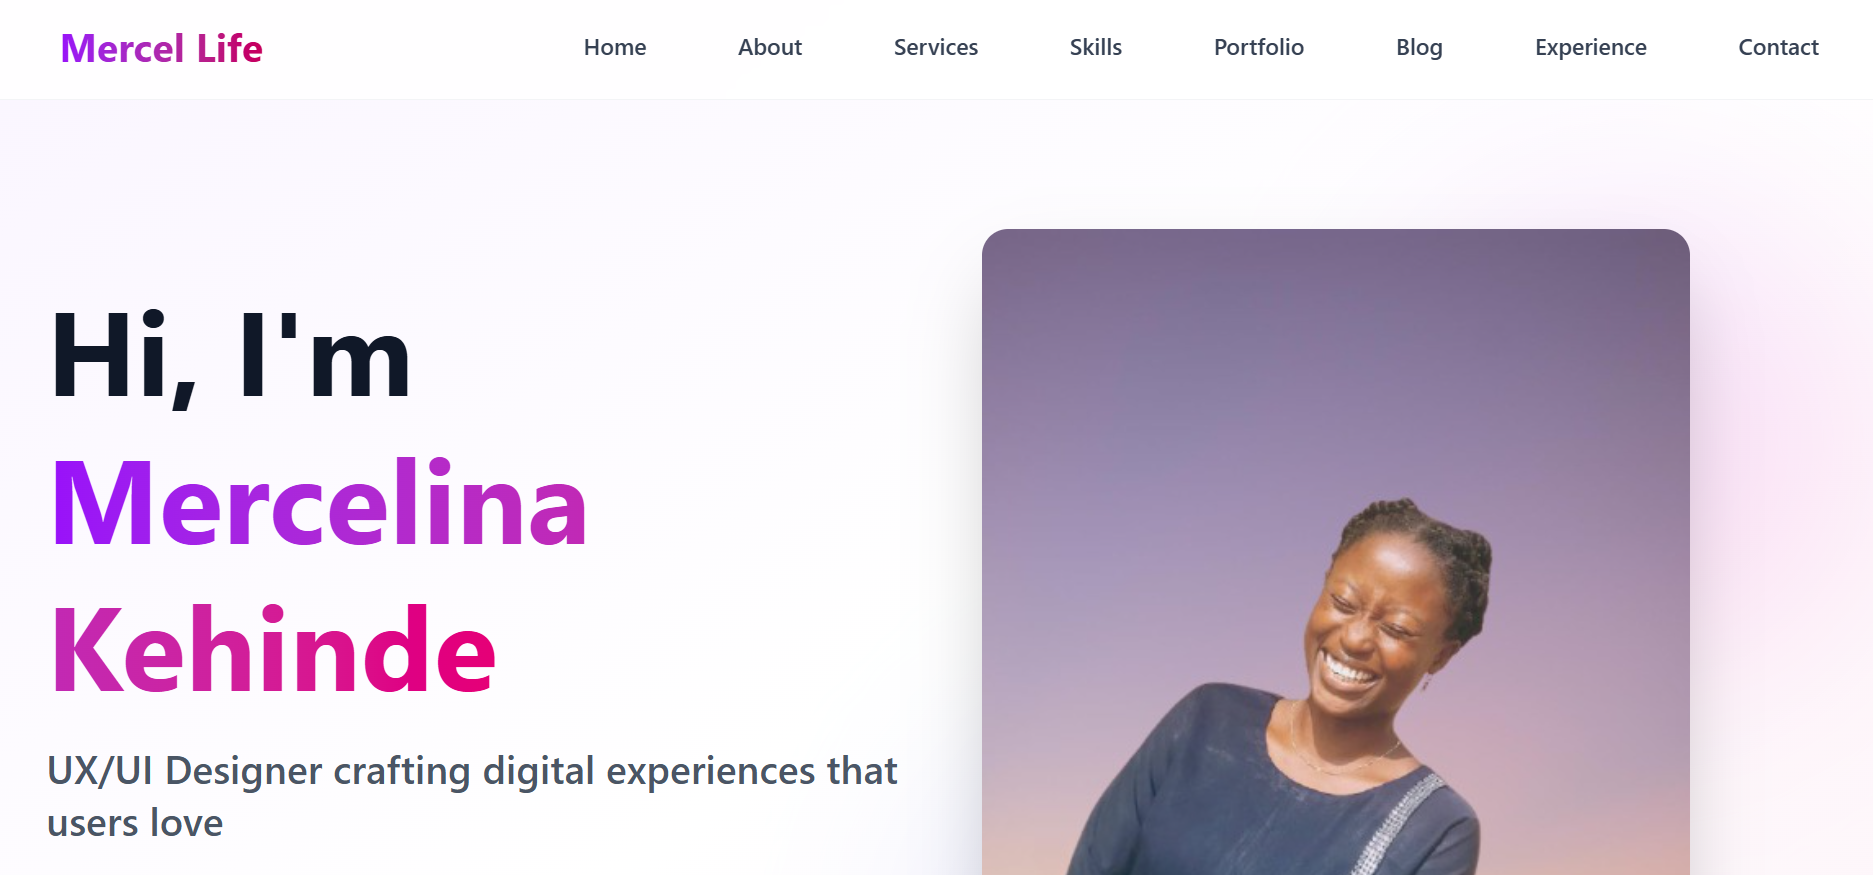 Mercel Life
Home About Services Skills Portfolio Blog Experience Contact
Hi, I'm
Mercelina
Kehinde
UX/UI Designer crafting digital experiences that
users love